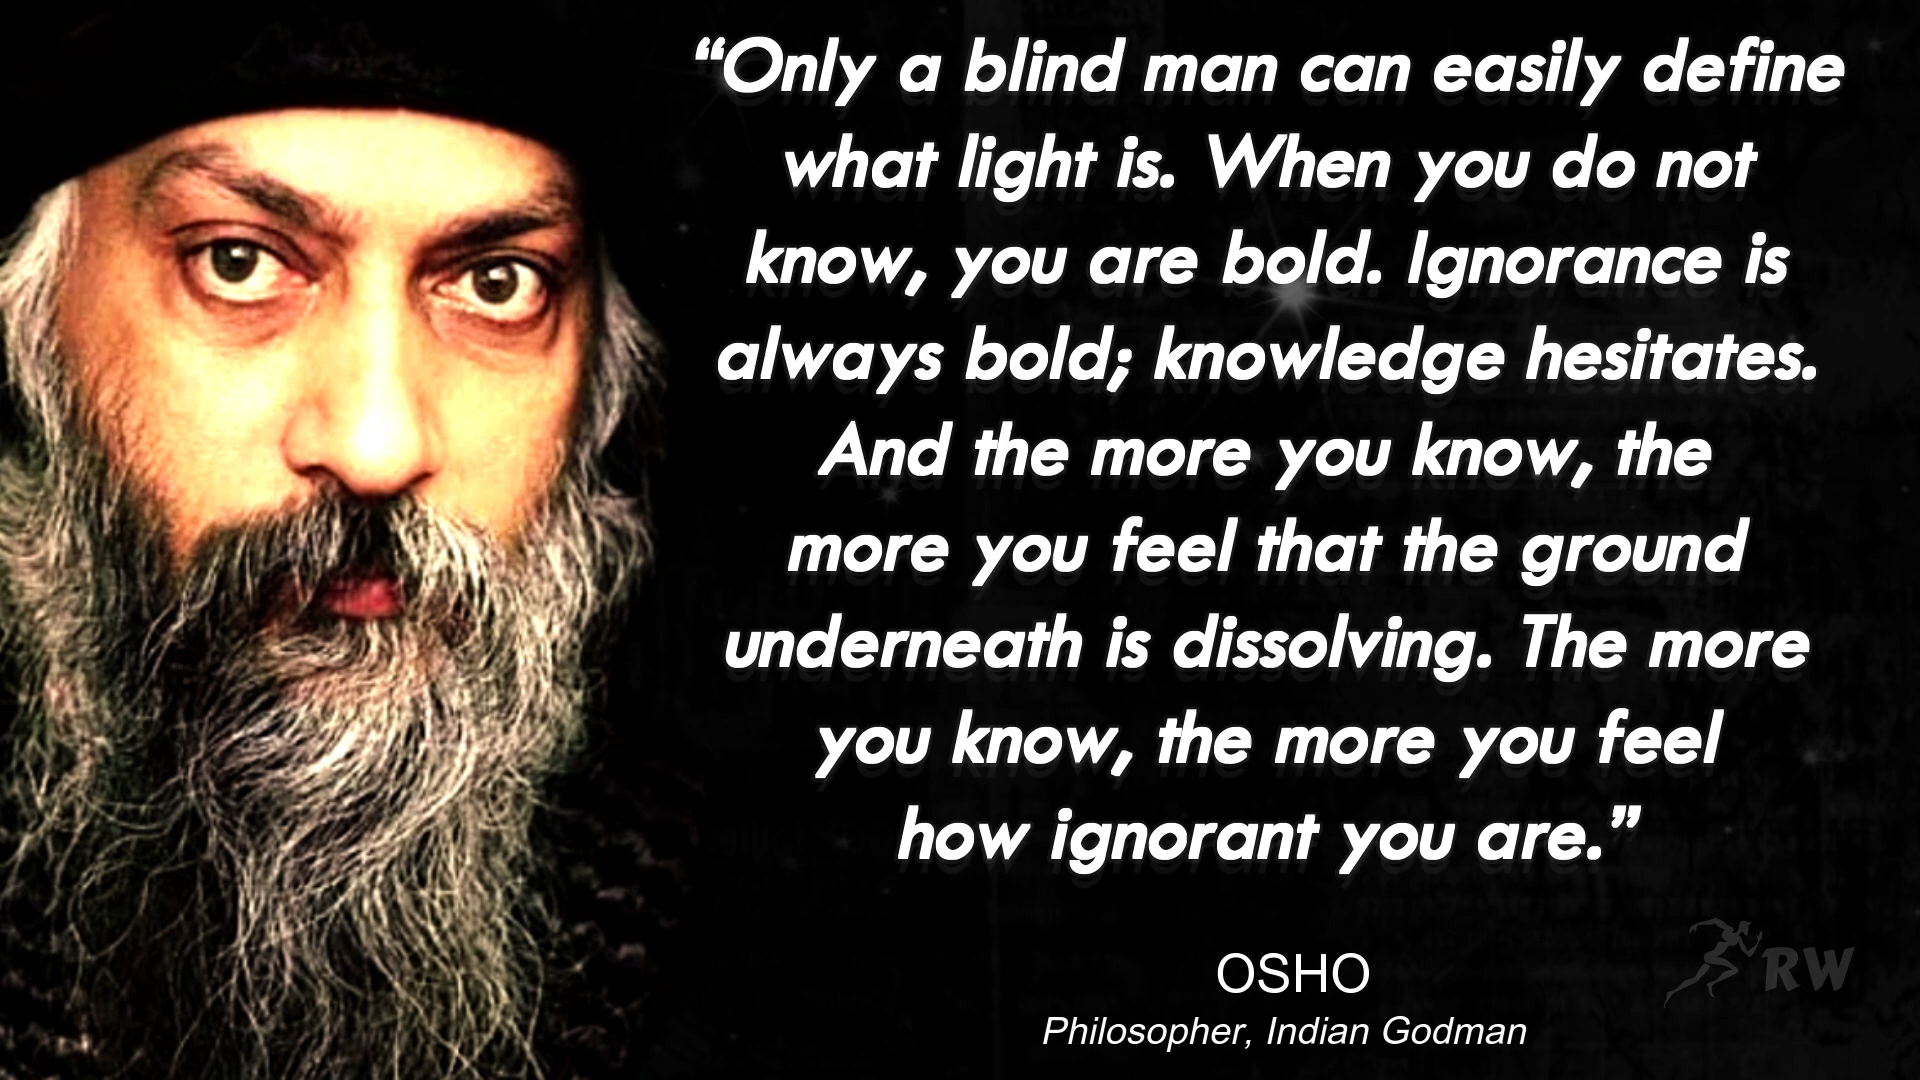 “Only a blind man can easily define
what light is. When you do not
know, you are bold. Ignorance is
always bold; knowledge hesitates.
And the more you know, the
more you feel that the ground
underneath is dissolving. The more
you know, the more you feel
how ignorant you are.”
OSHO
Philosopher, Indian Godman
RW